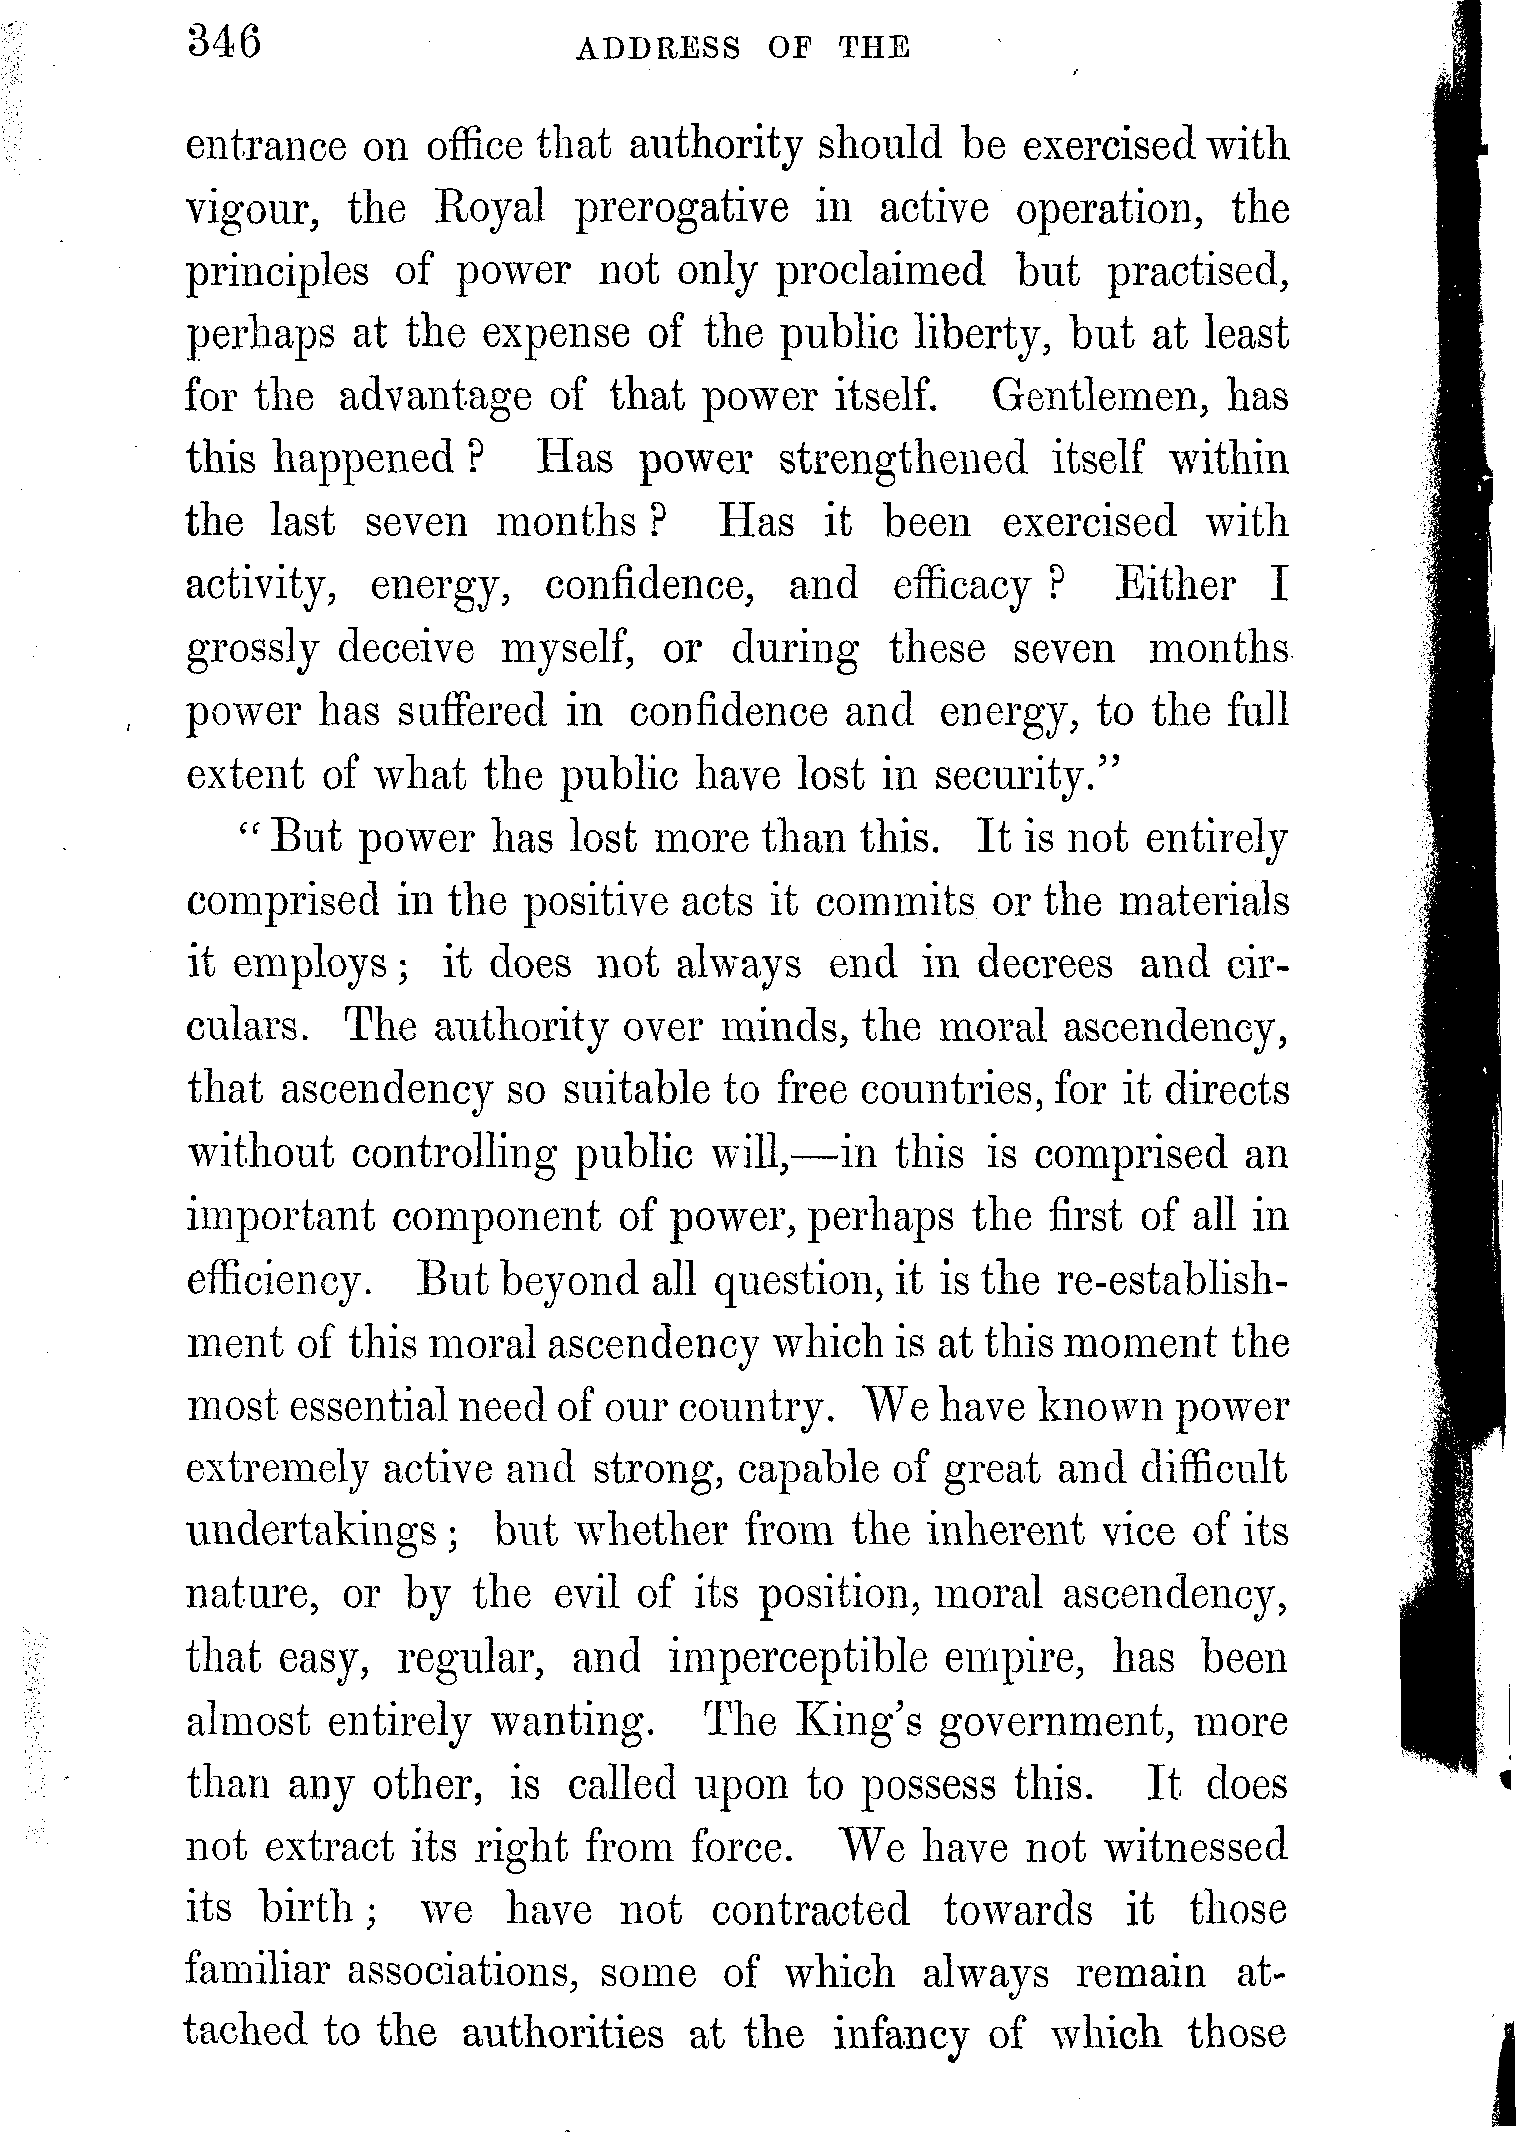 346 ADDRESS OF THE
entrance on office that authority should be exercised with
vigour, the Royal prerogative in active operation, the
principles of power not only proclaimed but practised,
perhaps at the expense of the public liberty, but at least
for the advantage of that power itself. Gentlemen, has
this happened ? Has power strengthened itself within
the last seven months ? Has it been exercised with
activity, energy, confidence, and efficacy ? Either I
grossly deceive myself, or during these seven months
power has suffered in confidence and energy, to the full
extent of what the public have lost in security.”
“ But power has lost more than this. It is not entirely
comprised in the positive acts it commits or the materials
it employs ; it does not always end in decrees and cir-
culars. The authority over minds, the moral ascendency,
that ascendency so suitable to free countries, for it directs
without controlling public will,—in this is comprised an
important component of power, perhaps the first of all in
efficiency. But beyond all question, it is the re-establish-
ment of this moral ascendency which is at this moment the
most essential need of our country. We have known power
extremely active and strong, capable of great and difficult
undertakings ; but whether from the inherent vice of its
nature, or by the evil of its position, moral ascendency,
that easy, regular, and imperceptible empire, has been
almost entirely wanting. The King’s government, more
than any other, is called upon to possess this. It does
not extract its right from force. We have not witnessed
its birth ; we have not contracted towards it those
familiar associations, some of which always remain at-
tached to the authorities at the infancy of which those